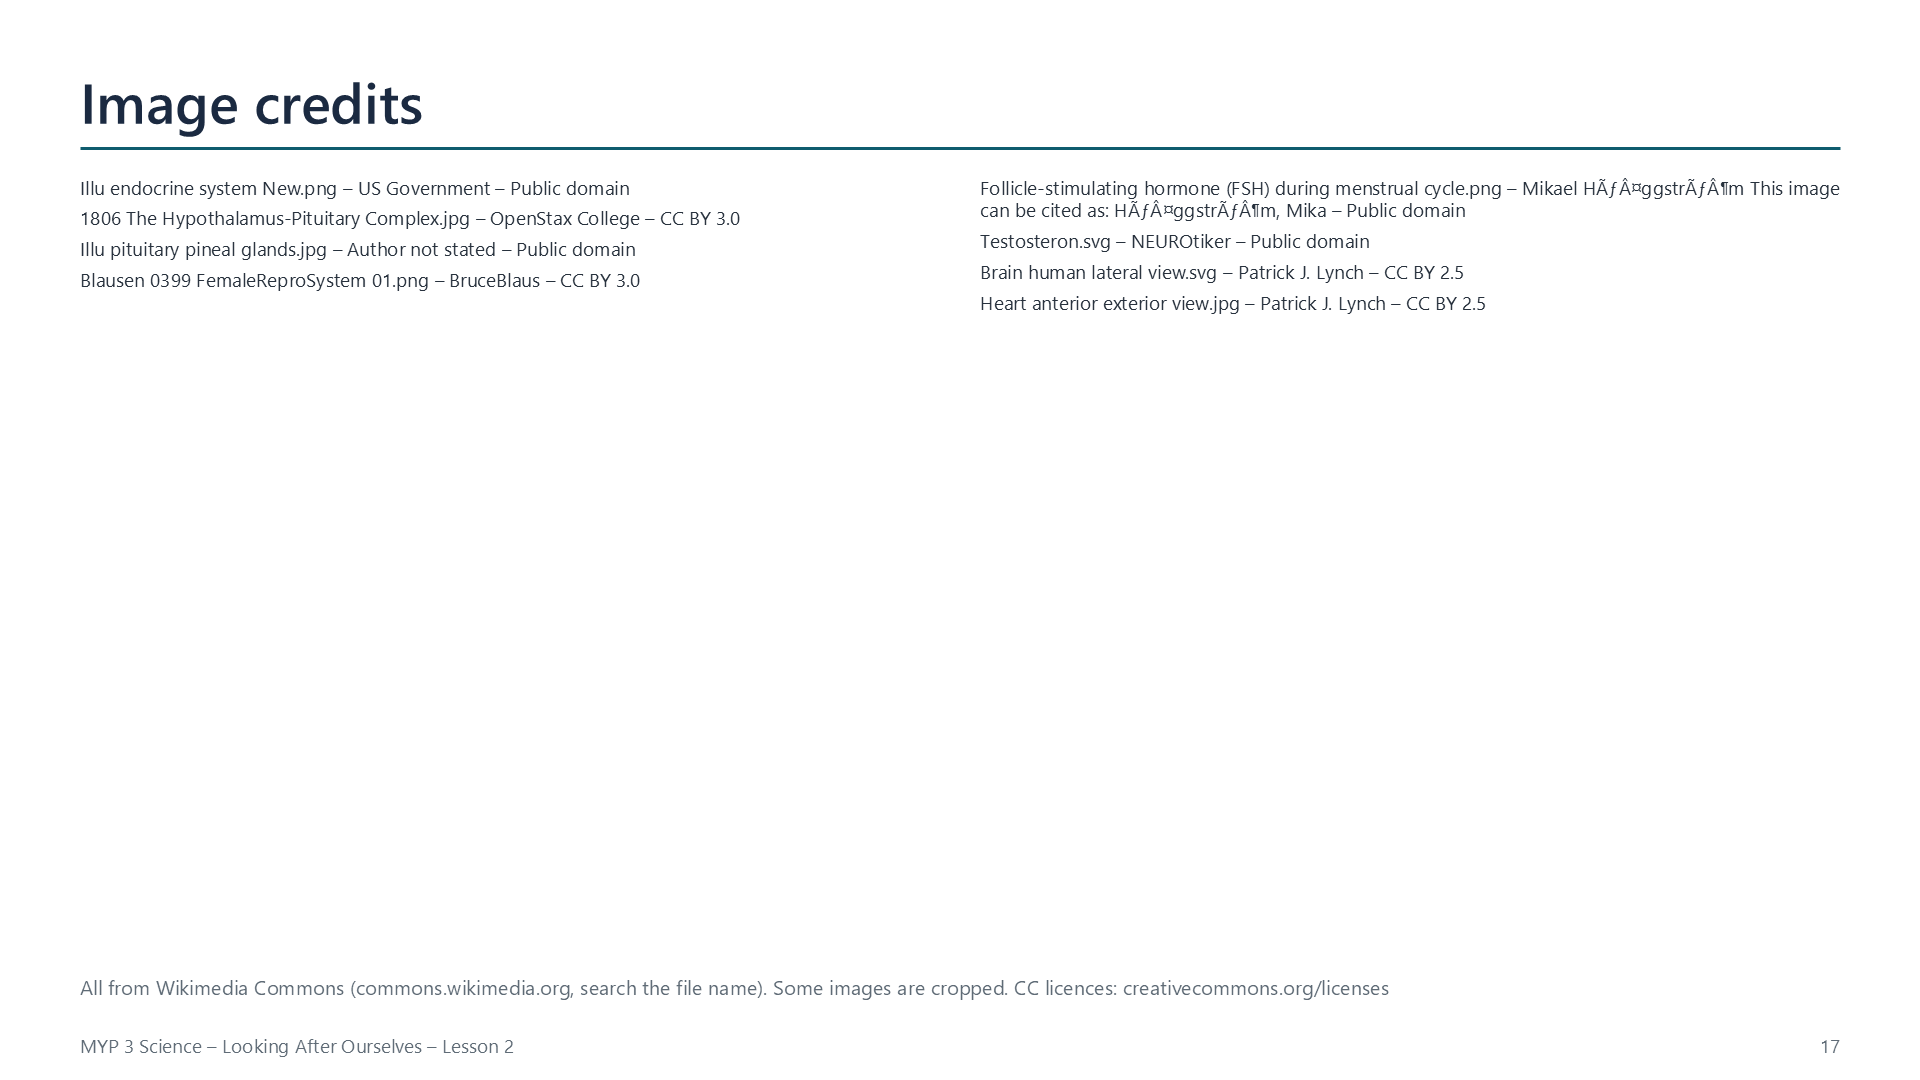 Image credits
Illu endocrine system New.png – US Government – Public domain
1806 The Hypothalamus-Pituitary Complex.jpg – OpenStax College – CC BY 3.0
Illu pituitary pineal glands.jpg – Author not stated – Public domain
Blausen 0399 FemaleReproSystem 01.png – BruceBlaus – CC BY 3.0
Follicle-stimulating hormone (FSH) during menstrual cycle.png – Mikael HÃƒÂ¤ggstrÃƒÂ¶m This image
can be cited as: HÃƒÂ¤ggstrÃƒÂ¶m, Mika – Public domain
Testosteron.svg – NEUROtiker – Public domain
Brain human lateral view.svg – Patrick J. Lynch – CC BY 2.5
Heart anterior exterior view.jpg – Patrick J. Lynch – CC BY 2.5
All from Wikimedia Commons (commons.wikimedia.org, search the file name). Some images are cropped. CC licences: creativecommons.org/licenses
MYP 3 Science – Looking After Ourselves – Lesson 2
17